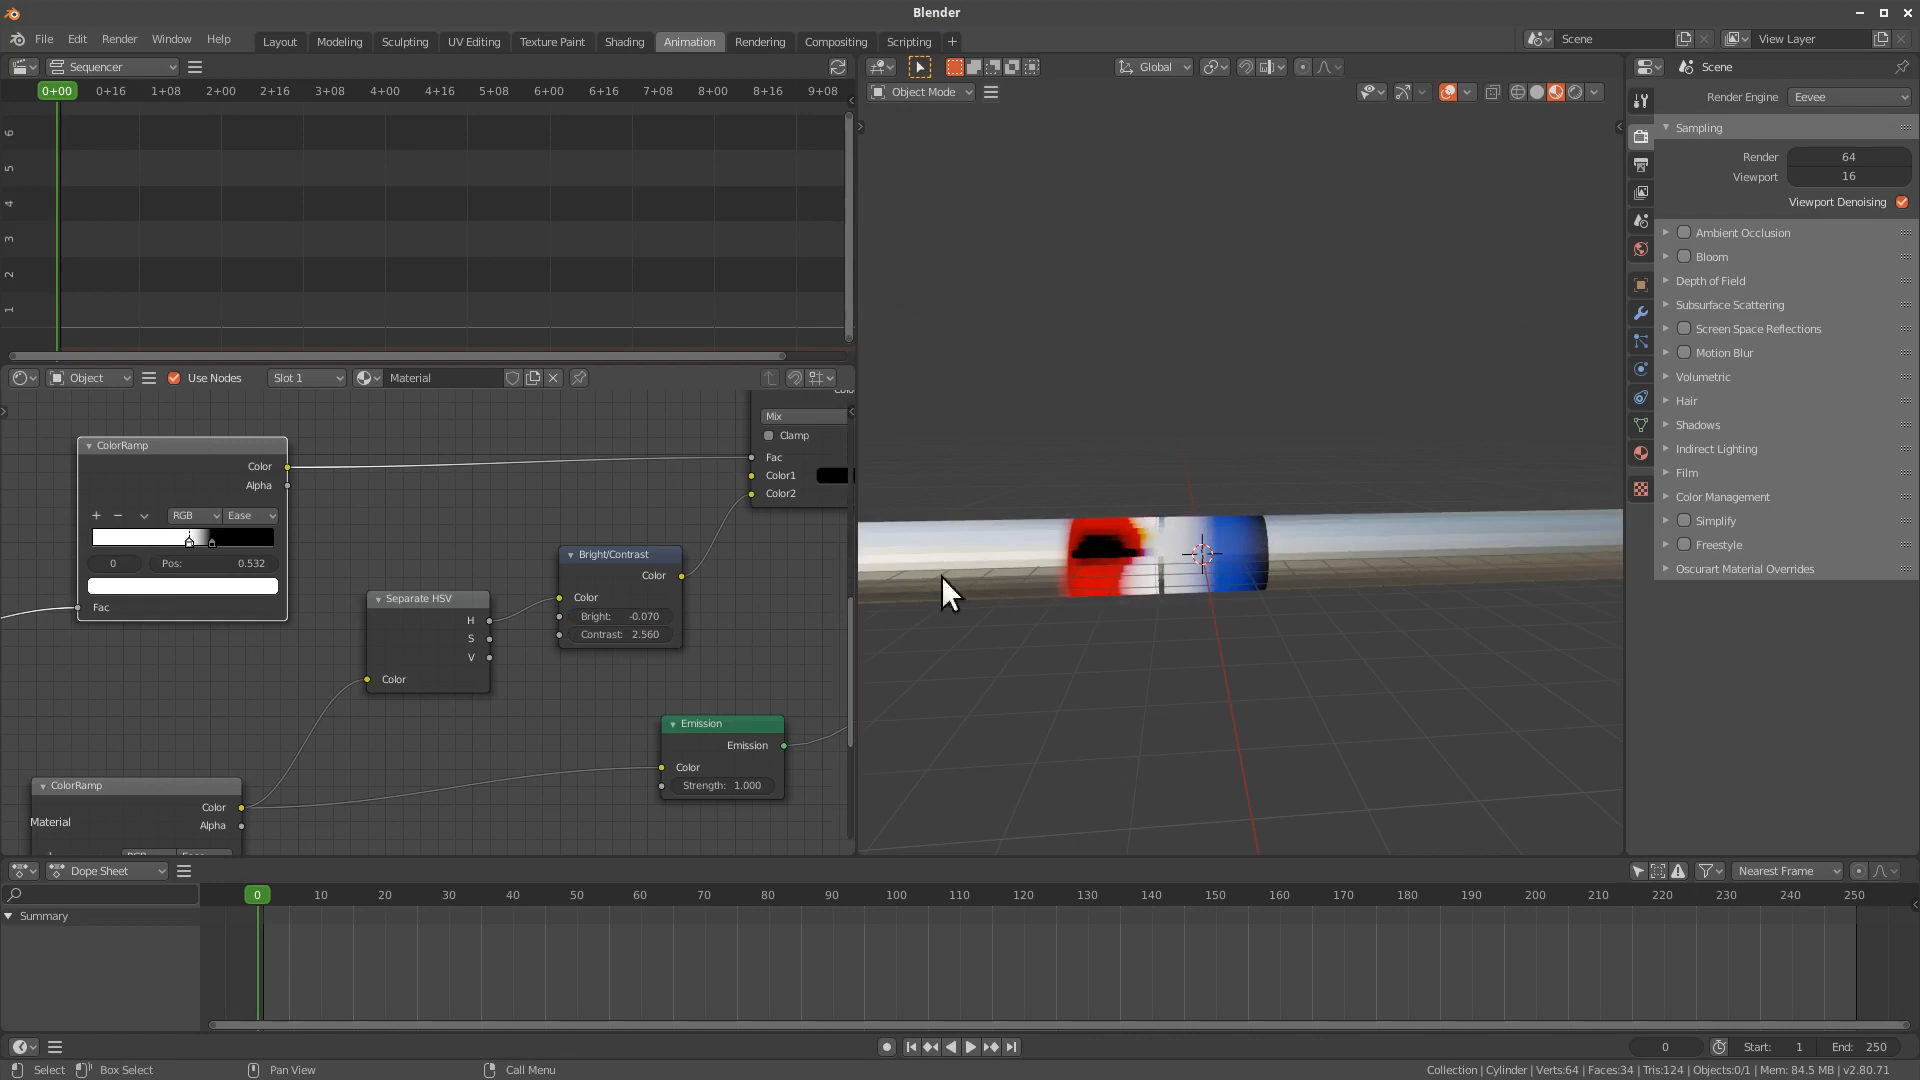 Blender
File Edit Render Window Help
Layout Modeling Sculpting UV Editing Texture Paint Shading Animation Rendering Compositing Scripting +
Scene View Layer
Sequencer
0+00 0+16 1+08 2+00 2+16 3+08 4+00 4+16 5+08 6+00 6+16 7+08 8+00 8+16 9+08
6
5
4
3
2
1
Global
Object Mode
Scene
Render Engine Eevee
Sampling
Render 64
Viewport 16
Viewport Denoising
Ambient Occlusion
Bloom
Depth of Field
Subsurface Scattering
Screen Space Reflections
Motion Blur
Volumetric
Hair
Shadows
Indirect Lighting
Film
Color Management
Simplify
Freestyle
Oscurart Material Overrides
Object Use Nodes Slot 1 Material
ColorRamp
Color
Alpha
+ − RGB Ease
0 Pos: 0.532
Fac
Mix
Clamp
Fac
Color1
Color2
Bright/Contrast
Color
Color
Bright: -0.070
Contrast: 2.560
Separate HSV
H
S
V
Color
Emission
Emission
Color
Strength: 1.000
ColorRamp
Color
Alpha
Material
Dope Sheet Nearest Frame
0 10 20 30 40 50 60 70 80 90 100 110 120 130 140 150 160 170 180 190 200 210 220 230 240 250
Summary
0 Start: 1 End: 250
Select Box Select Pan View Call Menu
Collection | Cylinder | Verts:64 | Faces:34 | Tris:124 | Objects:0/1 | Mem: 84.5 MB | v2.80.71